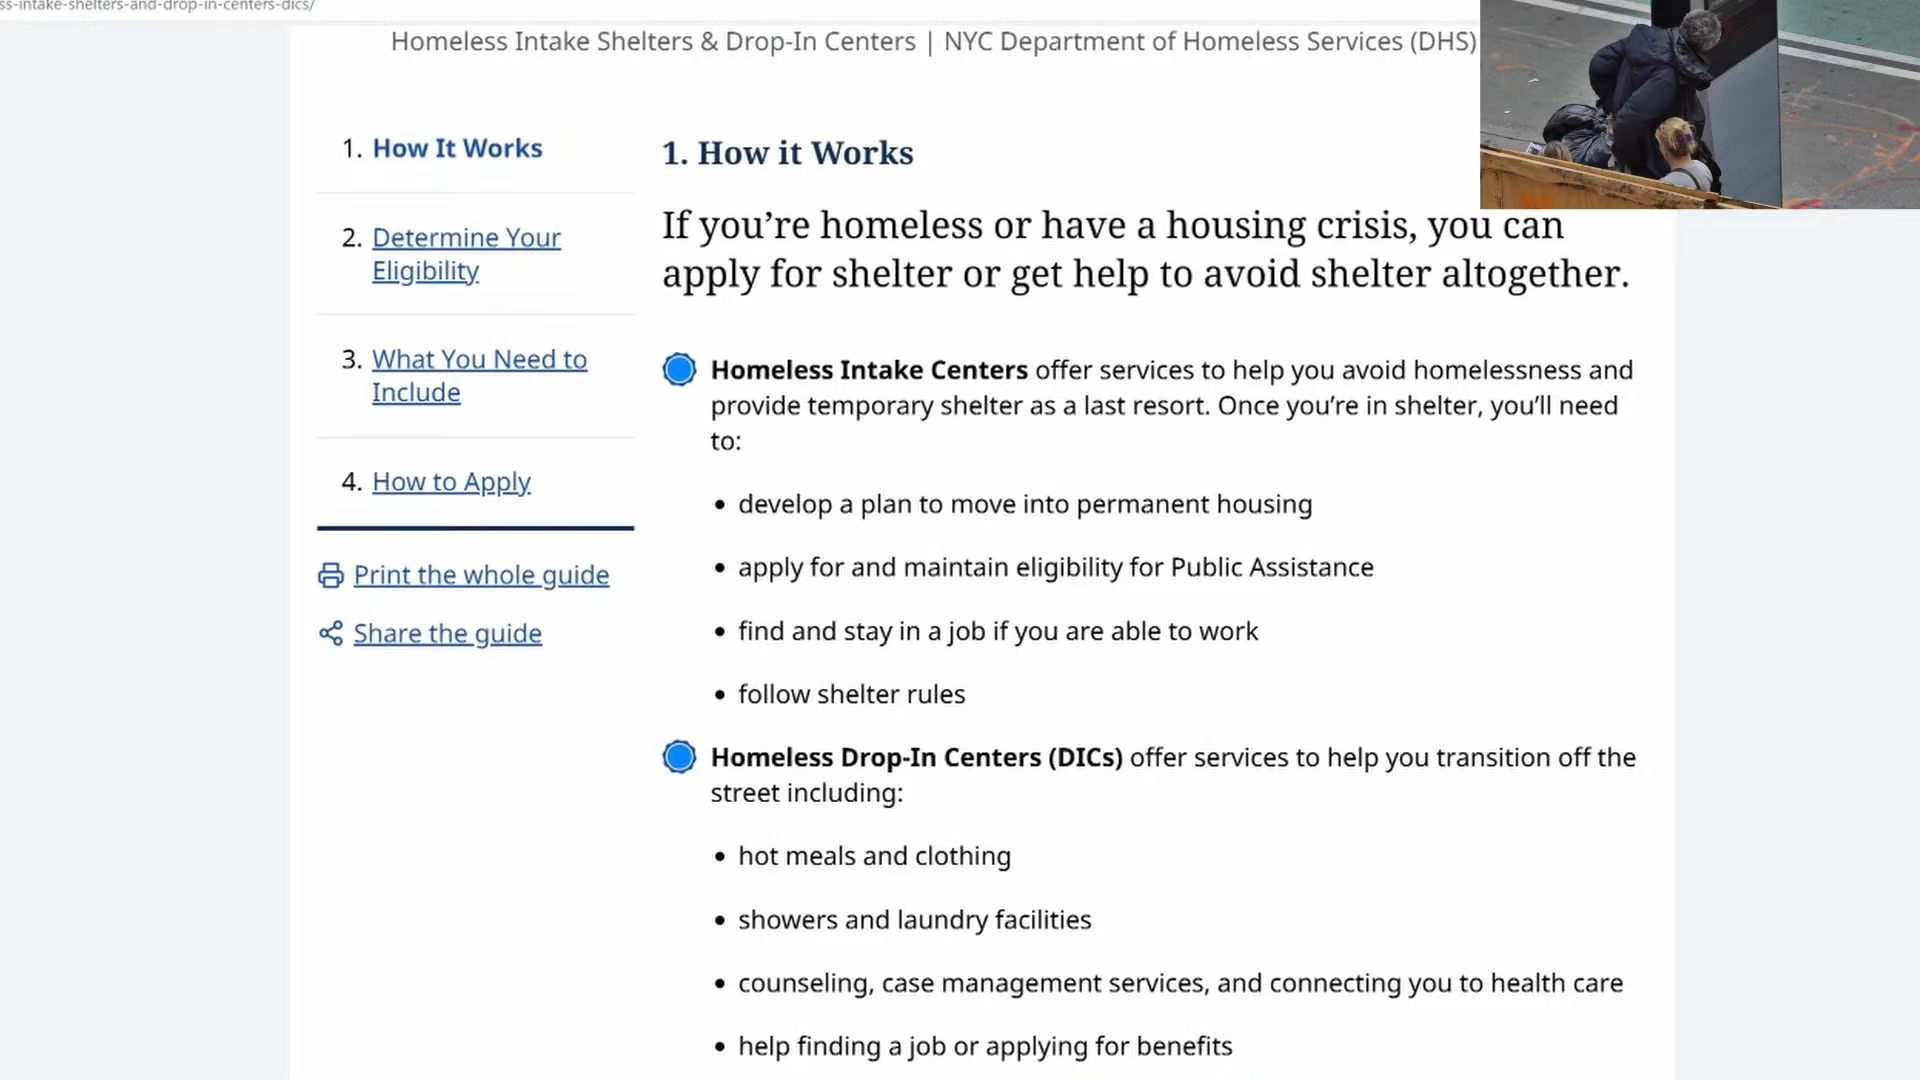 ss-intake-shelters-and-drop-in-centers-dics/
Homeless Intake Shelters & Drop-In Centers | NYC Department of Homeless Services (DHS)
1. How It Works
2. Determine Your
Eligibility
3. What You Need to
Include
4. How to Apply
Print the whole guide
Share the guide
1. How it Works
If you’re homeless or have a housing crisis, you can
apply for shelter or get help to avoid shelter altogether.
Homeless Intake Centers offer services to help you avoid homelessness and
provide temporary shelter as a last resort. Once you’re in shelter, you’ll need
to:
• develop a plan to move into permanent housing
• apply for and maintain eligibility for Public Assistance
• find and stay in a job if you are able to work
• follow shelter rules
Homeless Drop-In Centers (DICs) offer services to help you transition off the
street including:
• hot meals and clothing
• showers and laundry facilities
• counseling, case management services, and connecting you to health care
• help finding a job or applying for benefits